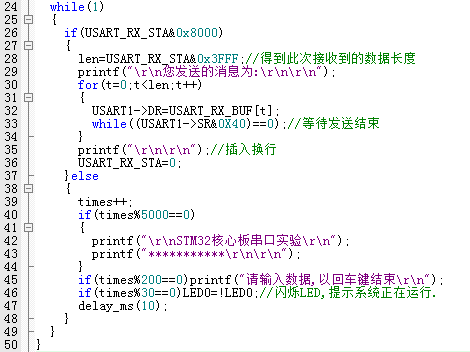 24 while(1)
25 {
26 if(USART_RX_STA&0x8000)
27 {
28 len=USART_RX_STA&0x3FFF;//得到此次接收到的数据长度
29 printf("\r\n您发送的消息为:\r\n\r\n");
30 for(t=0;t<len;t++)
31 {
32 USART1->DR=USART_RX_BUF[t];
33 while((USART1->SR&0X40)==0);//等待发送结束
34 }
35 printf("\r\n\r\n");//插入换行
36 USART_RX_STA=0;
37 }else
38 {
39 times++;
40 if(times%5000==0)
41 {
42 printf("\r\nSTM32核心板串口实验\r\n");
43 printf("***********\r\n\r\n");
44 }
45 if(times%200==0)printf("请输入数据,以回车键结束\r\n");
46 if(times%30==0)LED0=!LED0;//闪烁LED,提示系统正在运行.
47 delay_ms(10);
48 }
49 }
50 }